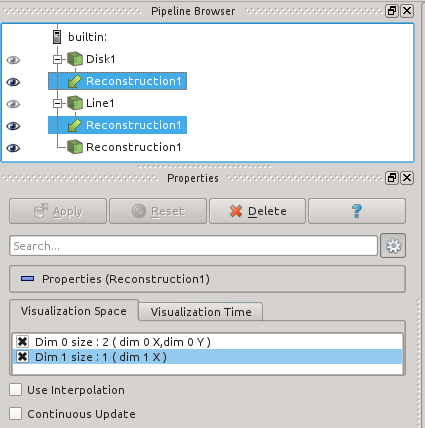 Pipeline Browser
builtin:
Disk1
Reconstruction1
Line1
Reconstruction1
Reconstruction1
Properties
Apply
Reset
Delete
?
Search...
Properties (Reconstruction1)
Visualization Space
Visualization Time
Dim 0 size : 2 ( dim 0 X,dim 0 Y )
Dim 1 size : 1 ( dim 1 X )
Use Interpolation
Continuous Update